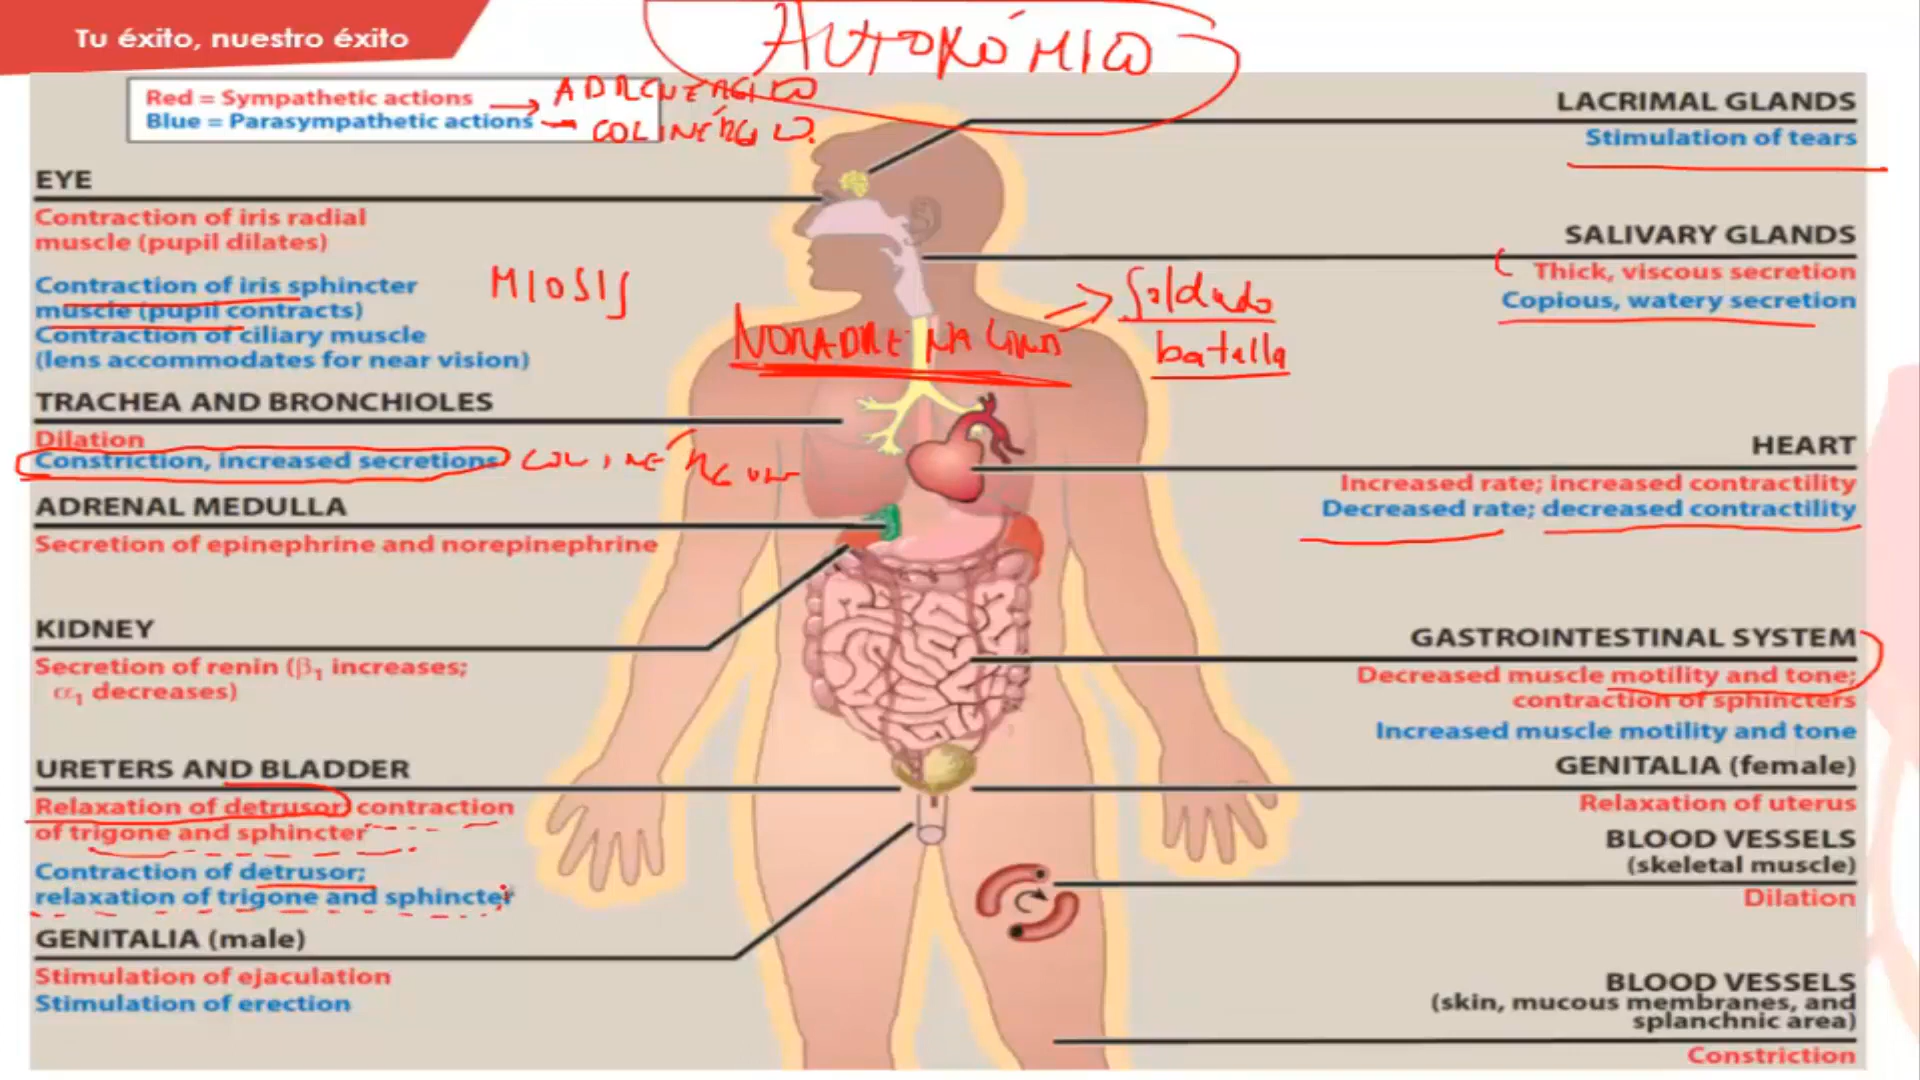 Tu éxito, nuestro éxito
AUTONÓMICO
Red = Sympathetic actions → ADRENÉRGICO
Blue = Parasympathetic actions → COLINÉRGICO
EYE
Contraction of iris radial
muscle (pupil dilates)
Contraction of iris sphincter
muscle (pupil contracts)
Contraction of ciliary muscle
(lens accommodates for near vision)
MIOSIS
TRACHEA AND BRONCHIOLES
Dilation
Constriction, increased secretions
COLINÉRGICO
ADRENAL MEDULLA
Secretion of epinephrine and norepinephrine
KIDNEY
Secretion of renin (β₁ increases;
α₁ decreases)
URETERS AND BLADDER
Relaxation of detrusor; contraction
of trigone and sphincter
Contraction of detrusor;
relaxation of trigone and sphincter
GENITALIA (male)
Stimulation of ejaculation
Stimulation of erection
NORADRENALINA → Soldado
batalla
LACRIMAL GLANDS
Stimulation of tears
SALIVARY GLANDS
Thick, viscous secretion
Copious, watery secretion
HEART
Increased rate; increased contractility
Decreased rate; decreased contractility
GASTROINTESTINAL SYSTEM
Decreased muscle motility and tone;
contraction of sphincters
Increased muscle motility and tone
GENITALIA (female)
Relaxation of uterus
BLOOD VESSELS
(skeletal muscle)
Dilation
BLOOD VESSELS
(skin, mucous membranes, and
splanchnic area)
Constriction